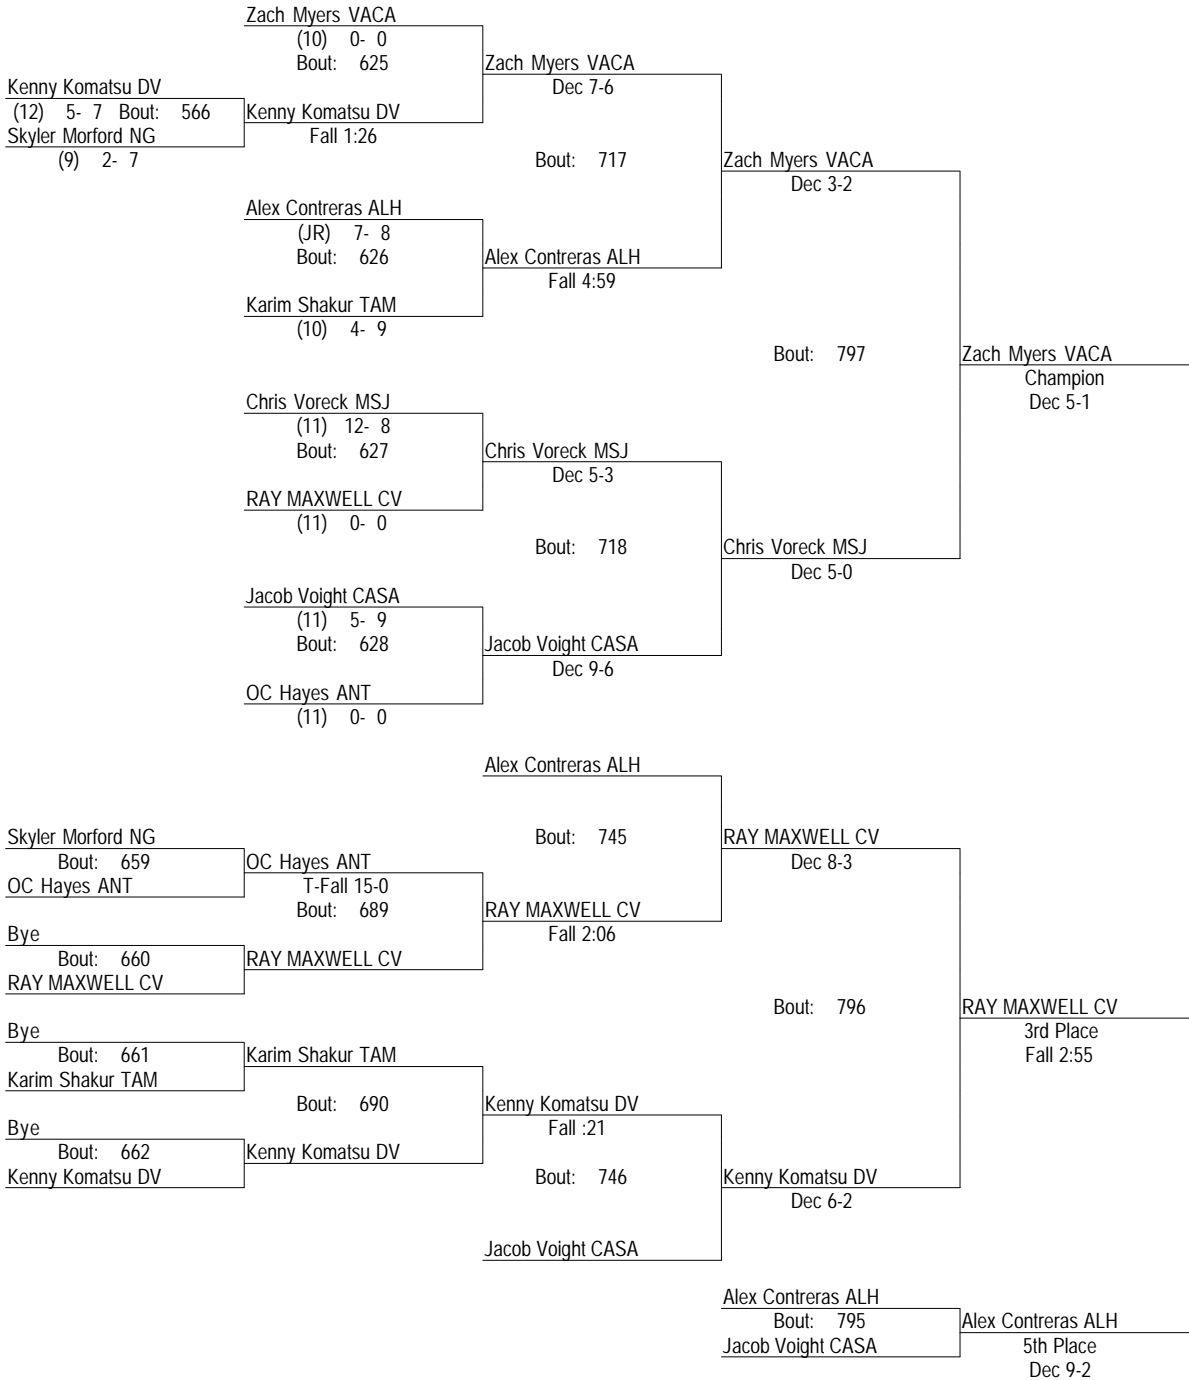 Zach Myers VACA
(10) 0- 0
Bout: 625
Zach Myers VACA
Dec 7-6
Kenny Komatsu DV
(12) 5- 7 Bout: 566
Kenny Komatsu DV
Fall 1:26
Skyler Morford NG
(9) 2- 7
Bout: 717
Zach Myers VACA
Dec 3-2
Alex Contreras ALH
(JR) 7- 8
Bout: 626
Alex Contreras ALH
Fall 4:59
Karim Shakur TAM
(10) 4- 9
Bout: 797
Zach Myers VACA
Champion
Dec 5-1
Chris Voreck MSJ
(11) 12- 8
Bout: 627
Chris Voreck MSJ
Dec 5-3
RAY MAXWELL CV
(11) 0- 0
Bout: 718
Chris Voreck MSJ
Dec 5-0
Jacob Voight CASA
(11) 5- 9
Bout: 628
Jacob Voight CASA
Dec 9-6
OC Hayes ANT
(11) 0- 0
Alex Contreras ALH
Skyler Morford NG
Bout: 659
OC Hayes ANT
OC Hayes ANT
T-Fall 15-0
Bout: 689
Bout: 745
RAY MAXWELL CV
Dec 8-3
RAY MAXWELL CV
Fall 2:06
Bye
Bout: 660
RAY MAXWELL CV
RAY MAXWELL CV
Bout: 796
RAY MAXWELL CV
3rd Place
Fall 2:55
Bye
Bout: 661
Karim Shakur TAM
Karim Shakur TAM
Bout: 690
Kenny Komatsu DV
Fall :21
Bye
Bout: 662
Kenny Komatsu DV
Kenny Komatsu DV
Bout: 746
Kenny Komatsu DV
Dec 6-2
Jacob Voight CASA
Alex Contreras ALH
Bout: 795
Jacob Voight CASA
Alex Contreras ALH
5th Place
Dec 9-2